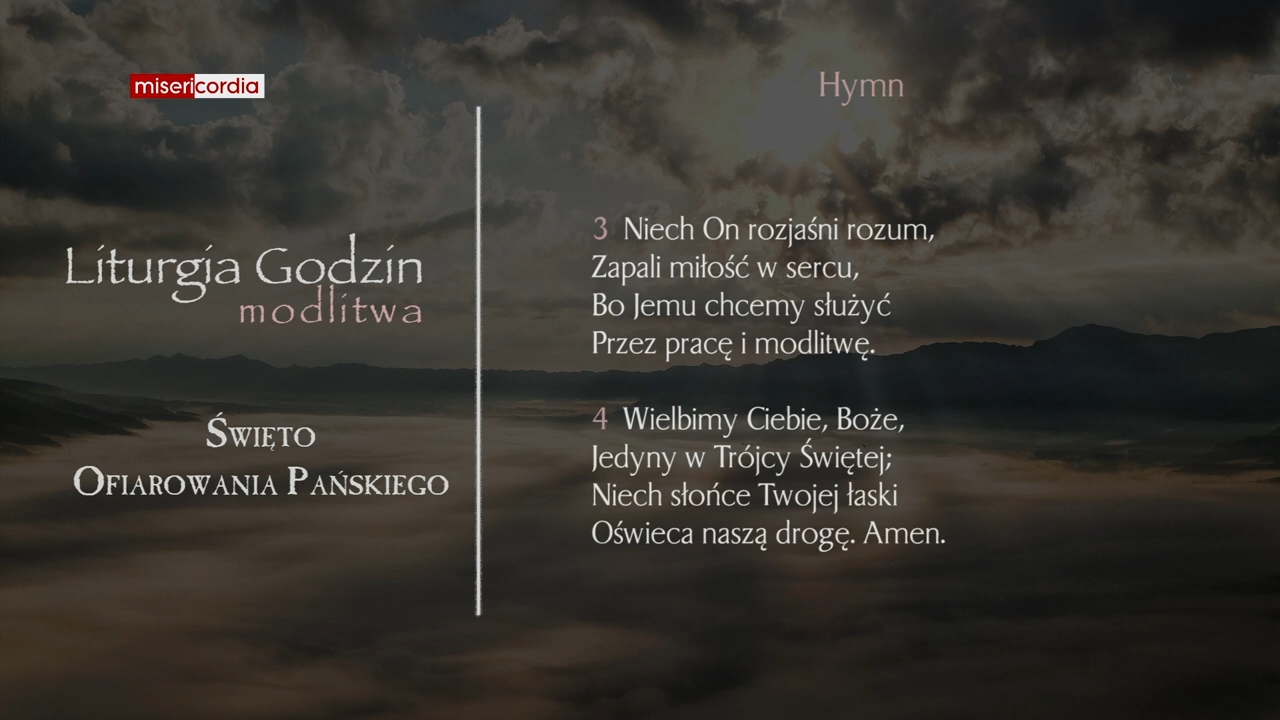 misericordia
Liturgia Godzin
modlitwa
Święto
Ofiarowania Pańskiego
Hymn
3 Niech On rozjaśni rozum,
Zapali miłość w sercu,
Bo Jemu chcemy służyć
Przez pracę i modlitwę.
4 Wielbimy Ciebie, Boże,
Jedyny w Trójcy Świętej;
Niech słońce Twojej łaski
Oświeca naszą drogę. Amen.